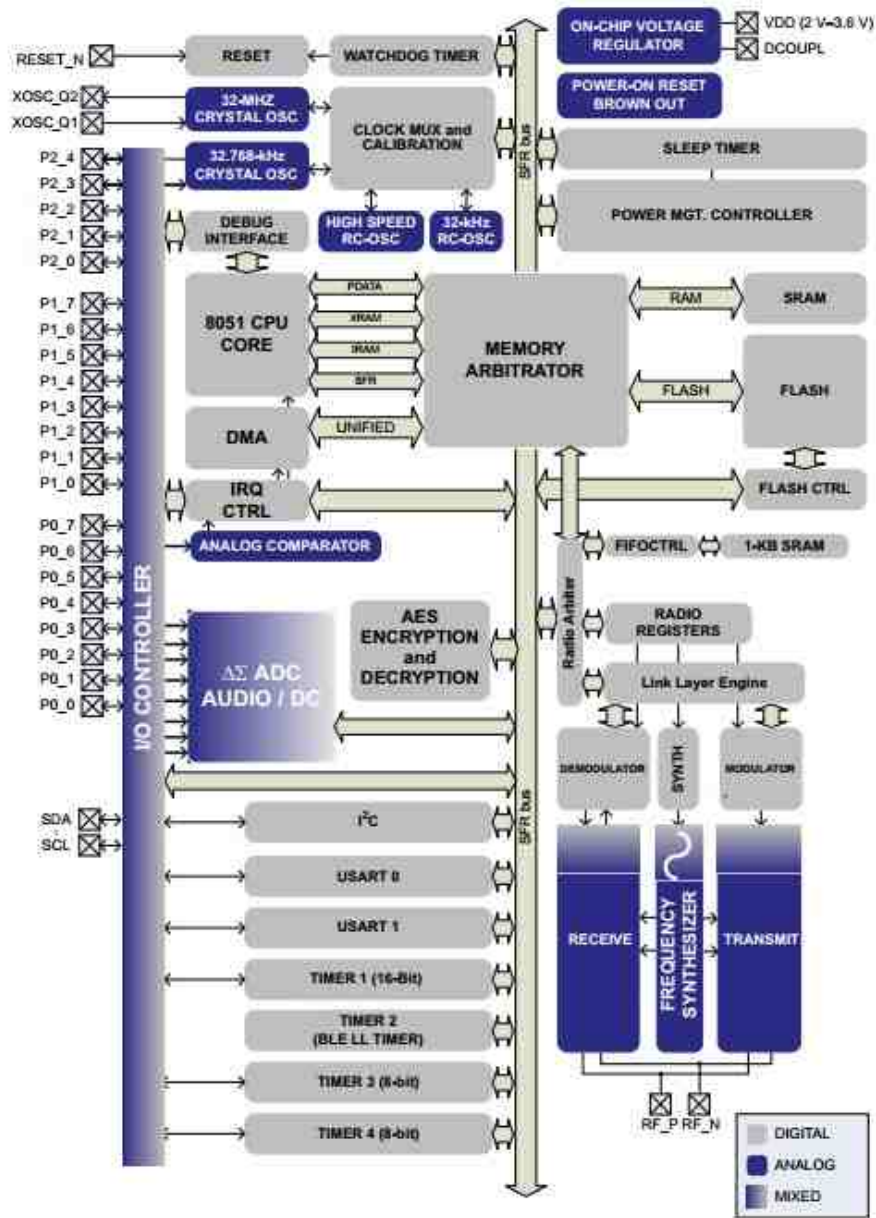 RESET_N
XOSC_Q2
XOSC_Q1
P2_4
P2_3
P2_2
P2_1
P2_0
P1_7
P1_6
P1_5
P1_4
P1_3
P1_2
P1_1
P1_0
P0_7
P0_6
P0_5
P0_4
P0_3
P0_2
P0_1
P0_0
SDA
SCL
I/O CONTROLLER
RESET
WATCHDOG TIMER
32-MHZ
CRYSTAL OSC
32.768-kHz
CRYSTAL OSC
CLOCK MUX and
CALIBRATION
DEBUG
INTERFACE
HIGH SPEED
RC-OSC
32-kHz
RC-OSC
8051 CPU
CORE
PDATA
XRAM
IRAM
SFR
MEMORY
ARBITRATOR
DMA
UNIFIED
IRQ
CTRL
ANALOG COMPARATOR
ΔΣ ADC
AUDIO / DC
AES
ENCRYPTION
and
DECRYPTION
I²C
USART 0
USART 1
TIMER 1 (16-Bit)
TIMER 2
(BLE LL TIMER)
TIMER 3 (8-bit)
TIMER 4 (8-bit)
SFR bus
SFR bus
ON-CHIP VOLTAGE
REGULATOR
VDD (2 V–3.6 V)
DCOUPL
POWER-ON RESET
BROWN OUT
SLEEP TIMER
POWER MGT. CONTROLLER
RAM
SRAM
FLASH
FLASH
FLASH CTRL
Radio Arbiter
FIFOCTRL
1-KB SRAM
RADIO
REGISTERS
Link Layer Engine
DEMODULATOR
SYNTH
MODULATOR
RECEIVE
FREQUENCY
SYNTHESIZER
TRANSMIT
RF_P
RF_N
DIGITAL
ANALOG
MIXED